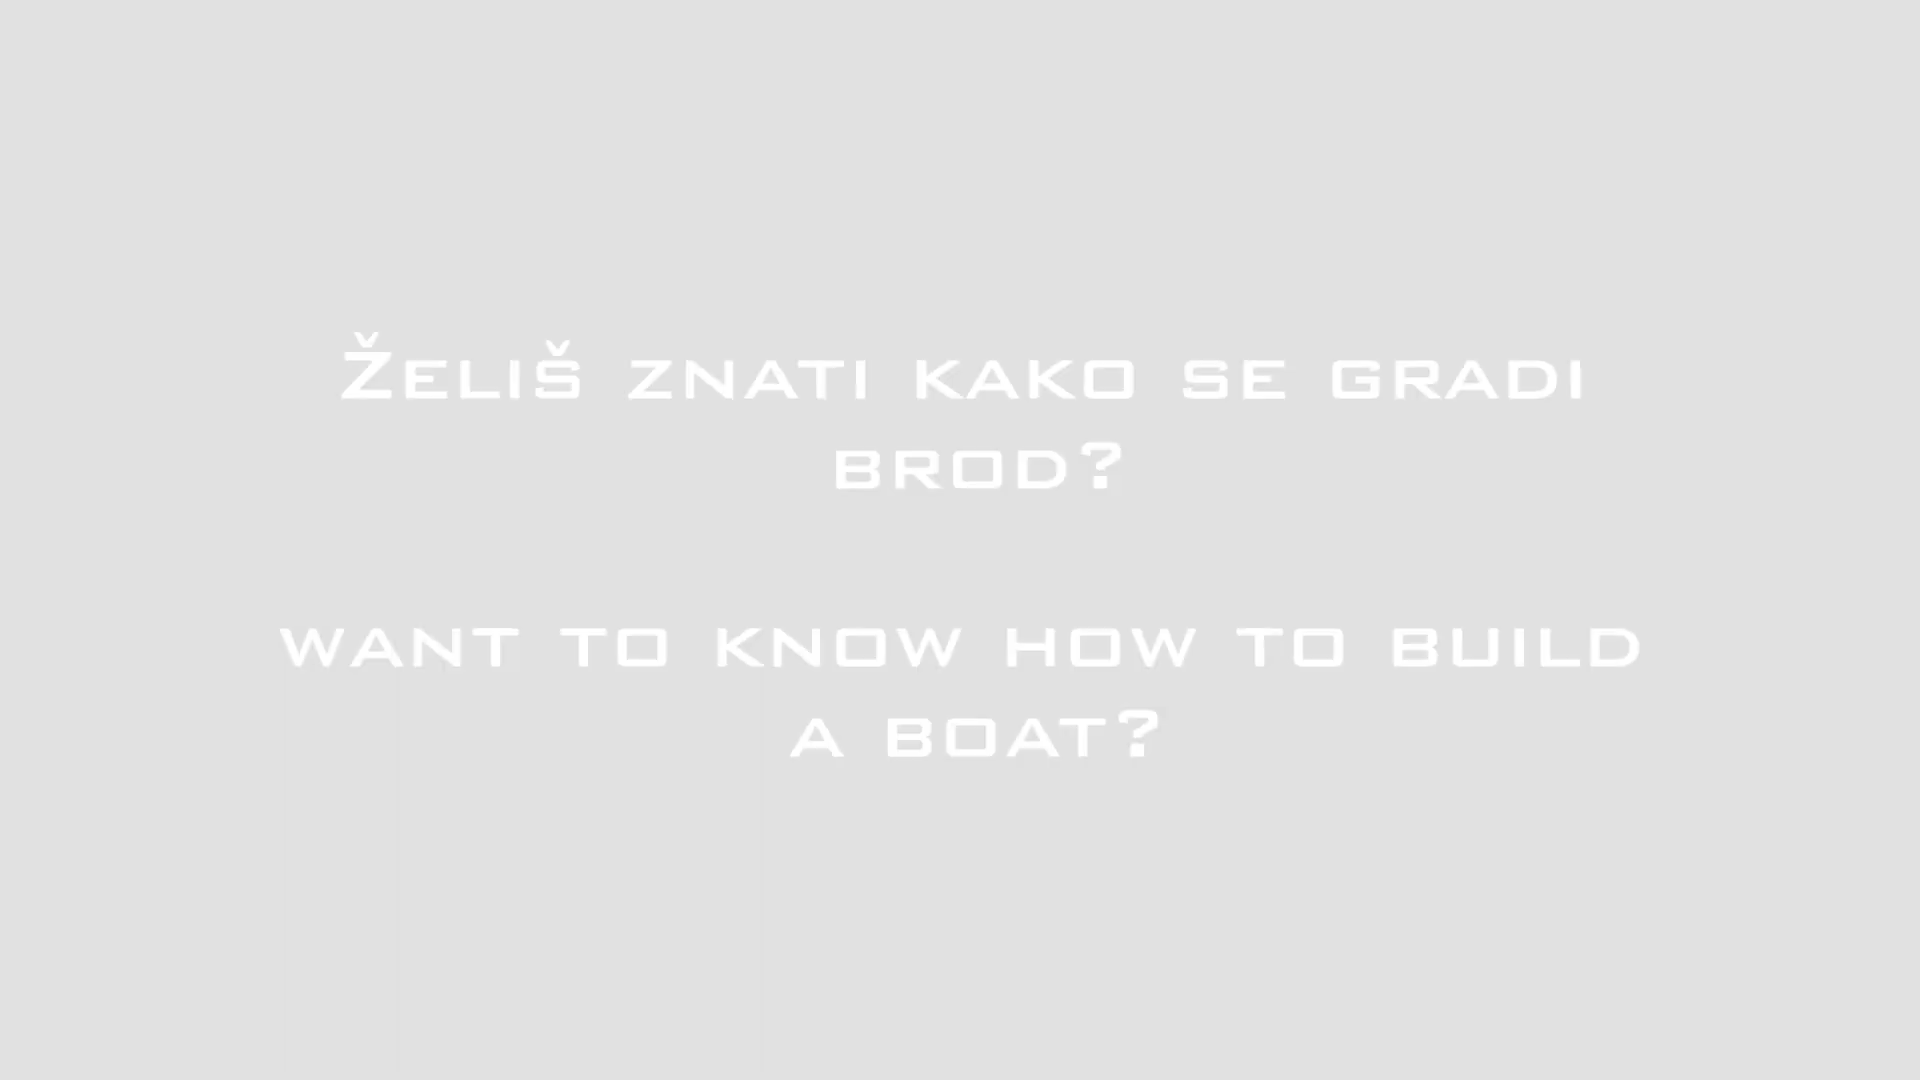 Želiš znati kako se gradi
brod?
want to know how to build
a boat?